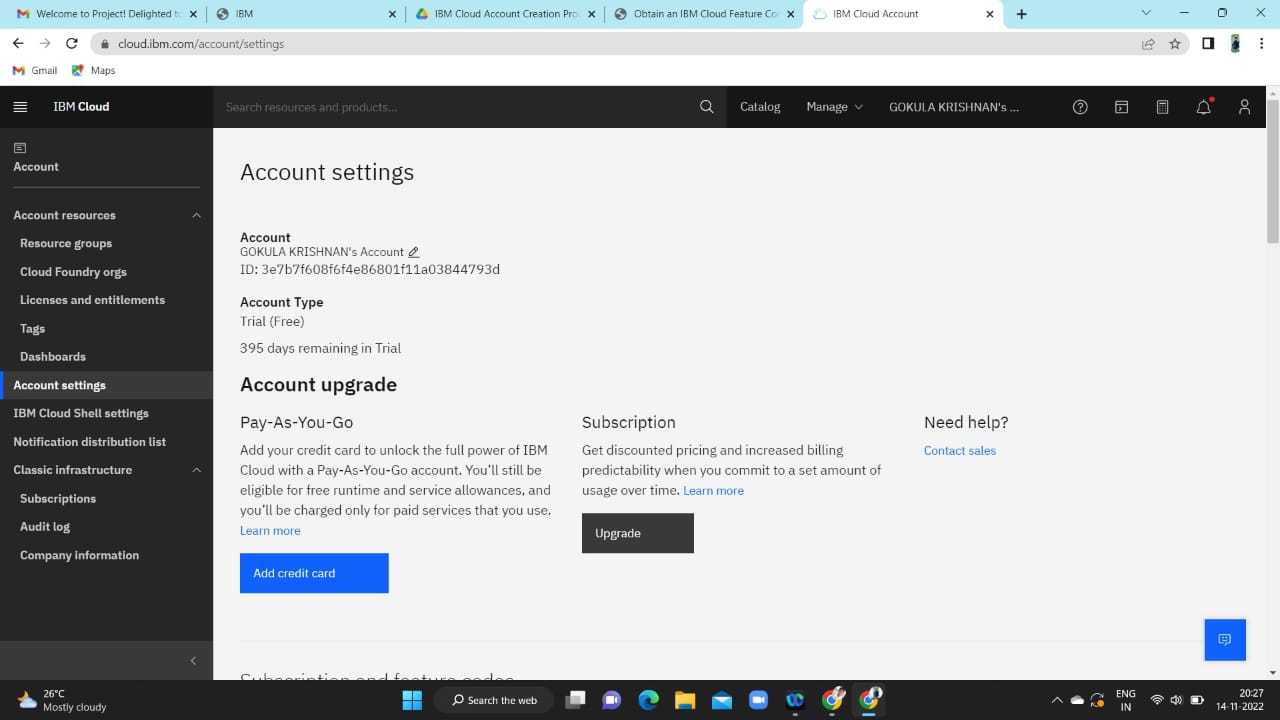 Welcome to Project! Delighted to
IBM
IBM Cloud Account Creation Pro
Obtain an IBM Cloud Feature Co
IBM Cloud Account
cloud.ibm.com/account/settings
Gmail
Maps
IBM Cloud
Search resources and products...
Catalog
Manage
GOKULA KRISHNAN's ...
Account
Account resources
Resource groups
Cloud Foundry orgs
Licenses and entitlements
Tags
Dashboards
Account settings
IBM Cloud Shell settings
Notification distribution list
Classic infrastructure
Subscriptions
Audit log
Company information
Account settings
Account
GOKULA KRISHNAN's Account
ID: 3e7b7f608f6f4e86801f11a03844793d
Account Type
Trial (Free)
395 days remaining in Trial
Account upgrade
Pay-As-You-Go
Add your credit card to unlock the full power of IBM
Cloud with a Pay-As-You-Go account. You’ll still be
eligible for free runtime and service allowances, and
you’ll be charged only for paid services that you use.
Learn more
Add credit card
Subscription
Get discounted pricing and increased billing
predictability when you commit to a set amount of
usage over time. Learn more
Upgrade
Need help?
Contact sales
Subscription and feature codes
26°C
Mostly cloudy
Search the web
ENG
IN
20:27
14-11-2022